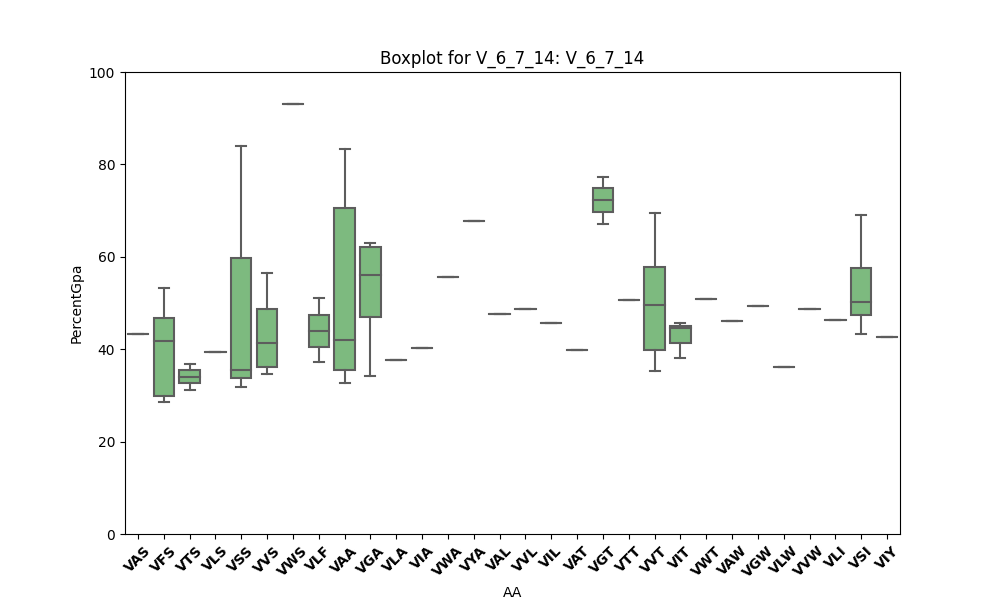 Boxplot for V_6_7_14: V_6_7_14
100
80
60
40
20
0
PercentGpa
VAS VFS VTS VLS VSS VVS VWS VLF VAA VGA VLA VIA VWA VYA VAL VVL VIL VAT VGT VTT VVT VIT VWT VAW VGW VLW VVW VLI VSI VIY
AA